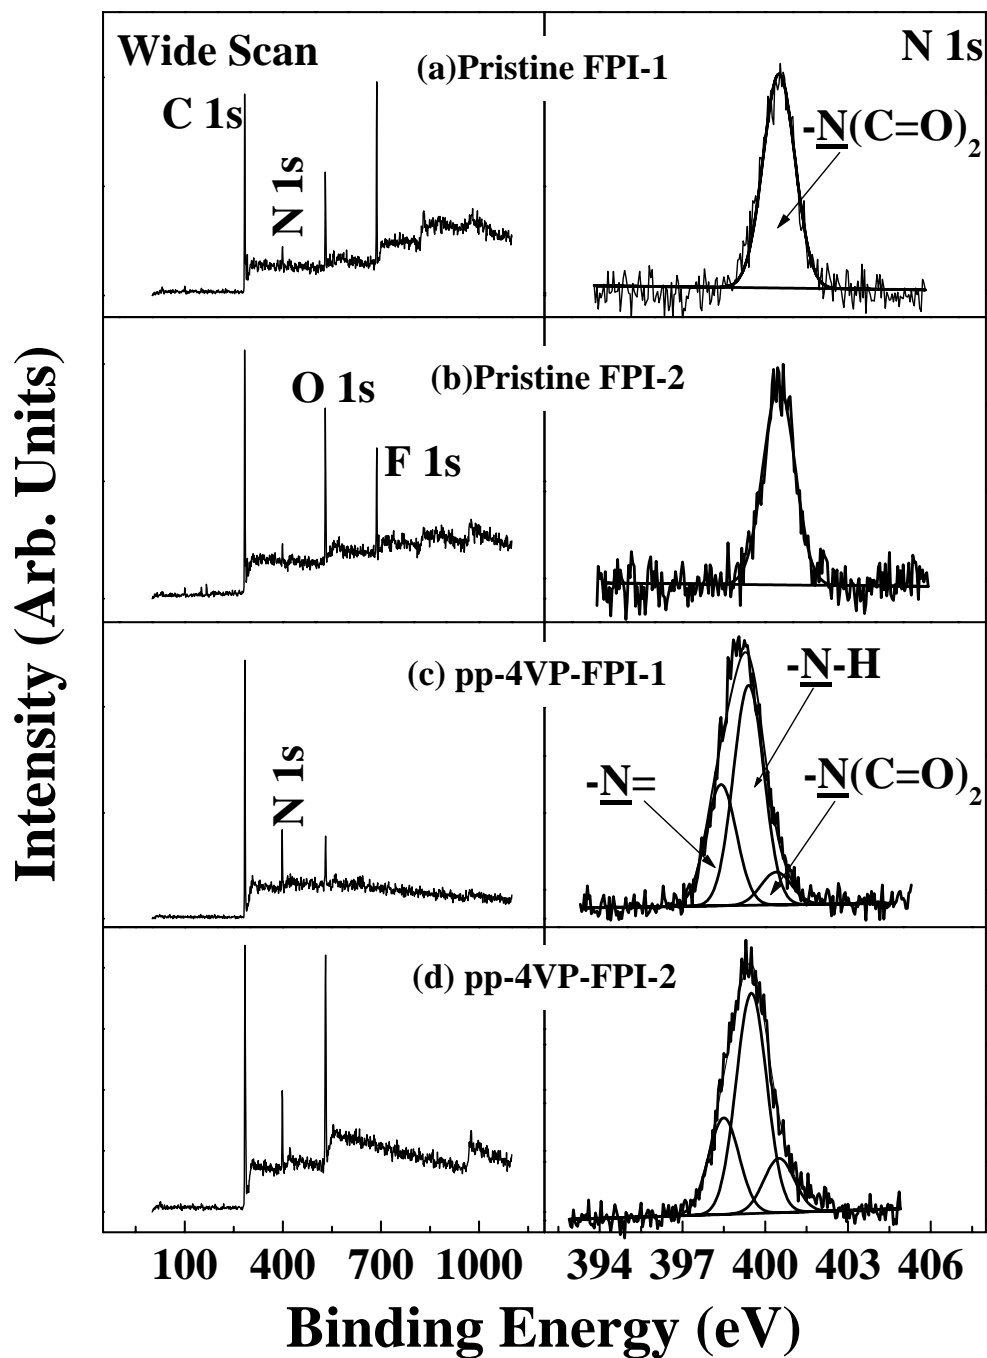 Wide Scan
(a)Pristine FPI-1
N 1s
C 1s
N 1s
-N(C=O)2
(b)Pristine FPI-2
O 1s
F 1s
(c) pp-4VP-FPI-1
-N-H
N 1s
-N=
-N(C=O)2
(d) pp-4VP-FPI-2
Intensity (Arb. Units)
100 400 700 1000 394 397 400 403 406
Binding Energy (eV)